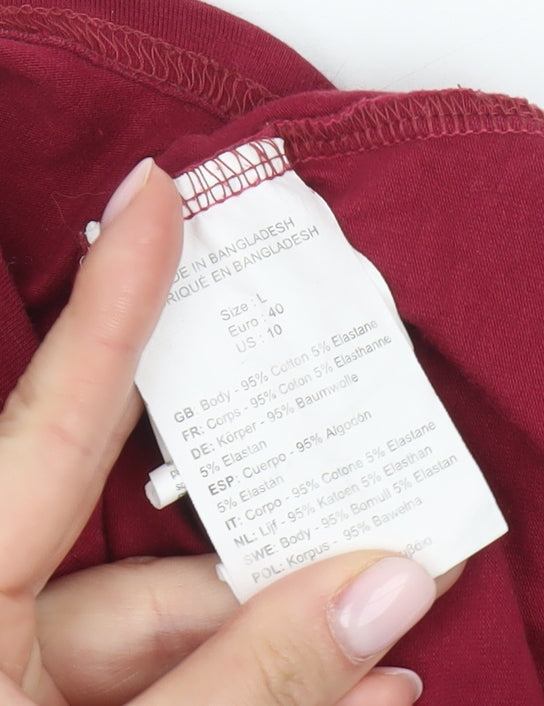 DE IN BANGLADESH
RIQUÉ EN BANGLADESH
Size : L
Euro : 40
US : 10
GB: Body - 95% Cotton 5% Elastane
FR: Corps - 95% Coton 5% Elasthanne
DE: Körper - 95% Baumwolle
5% Elastan
ESP: Cuerpo - 95% Algodón
5% Elastán
IT: Corpo - 95% Cotone 5% Elastane
NL: Lijf - 95% Katoen 5% Elasthan
SWE: Body - 95% Bomull 5% Elastan
POL: Korpus - 95% Bawełna